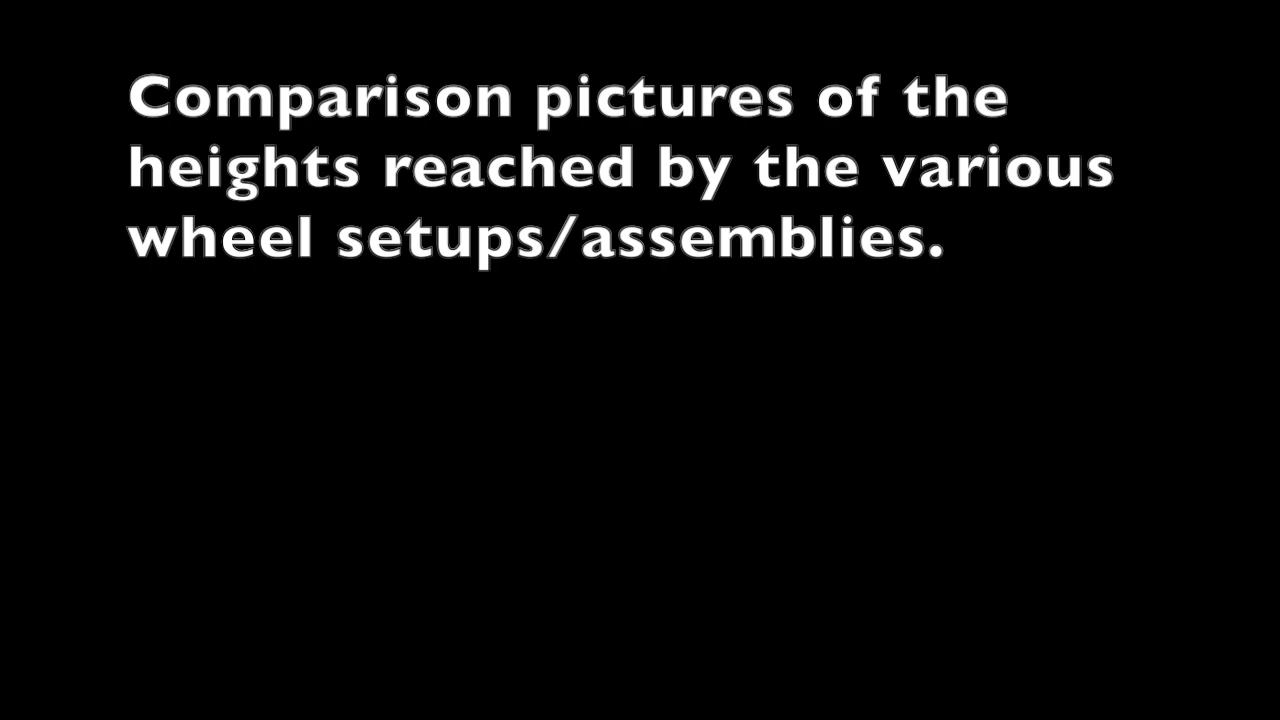 Comparison pictures of the
heights reached by the various
wheel setups/assemblies.